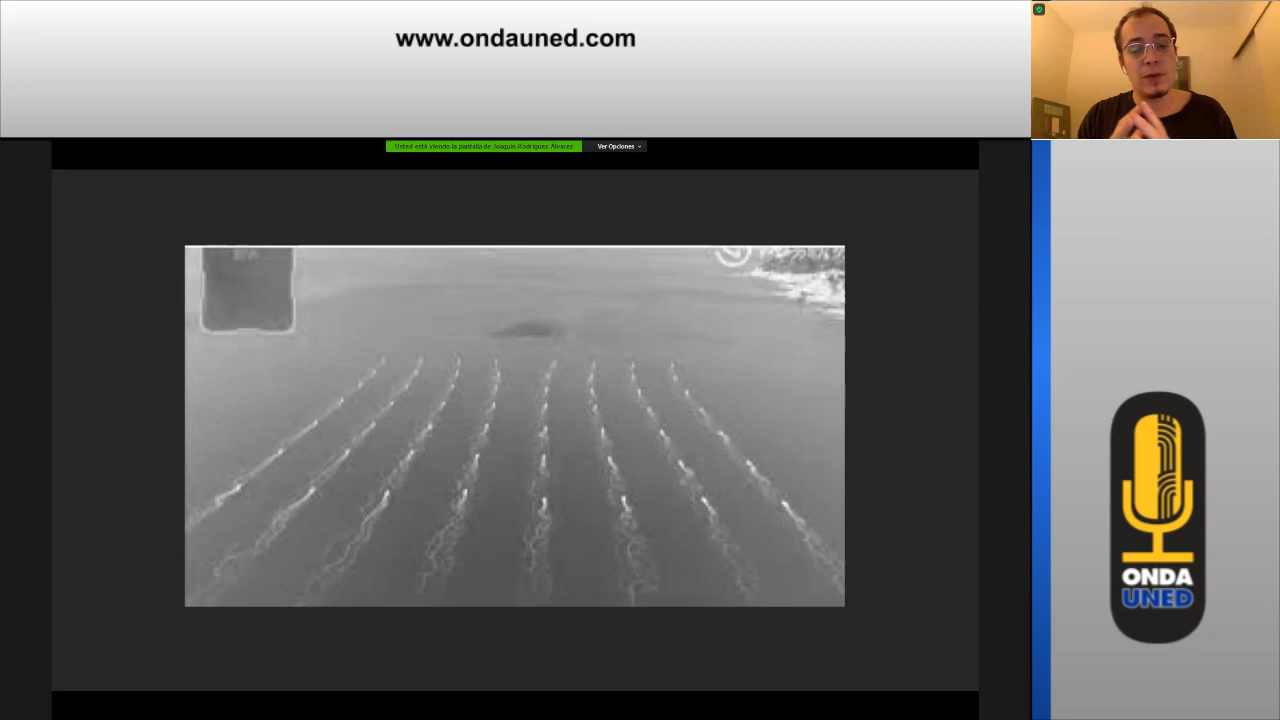 www.ondauned.com
Usted está viendo la pantalla de Joaquín Rodríguez Álvarez
Ver Opciones
ONDA
UNED